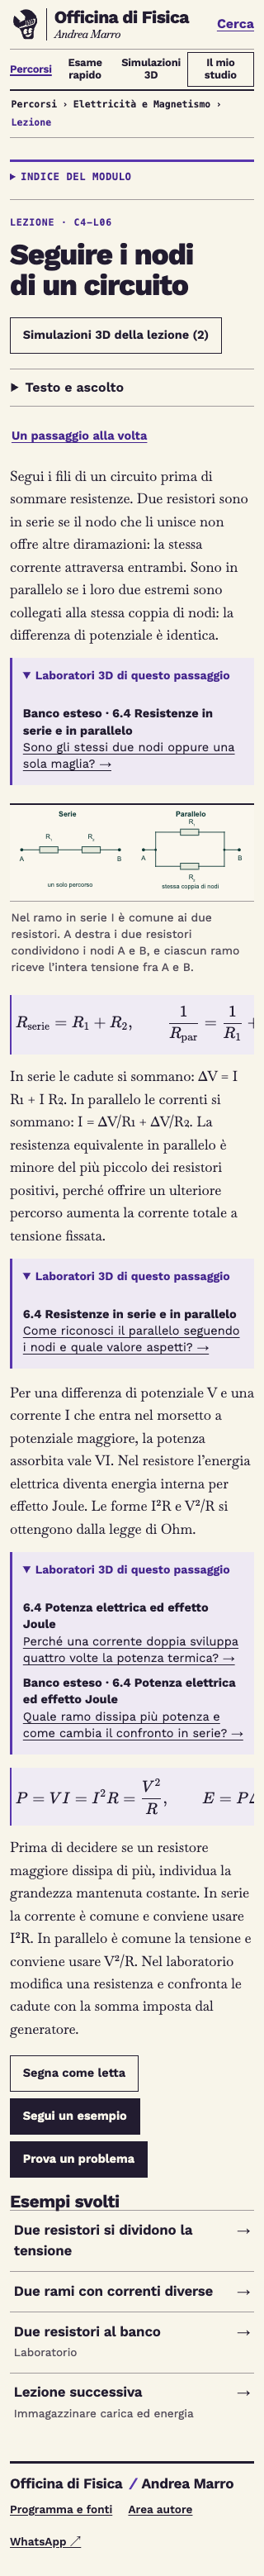 Officina di Fisica
Andrea Marro
Cerca
Percorsi
Esame rapido
Simulazioni 3D
Il mio studio
Percorsi › Elettricità e Magnetismo ›
Lezione
▶ INDICE DEL MODULO
LEZIONE · C4–L06
Seguire i nodi
di un circuito
Simulazioni 3D della lezione (2)
▶ Testo e ascolto
Un passaggio alla volta
Segui i fili di un circuito prima di
sommare resistenze. Due resistori sono
in serie se il nodo che li unisce non
offre altre diramazioni: la stessa
corrente attraversa entrambi. Sono in
parallelo se i loro due estremi sono
collegati alla stessa coppia di nodi: la
differenza di potenziale è identica.
▼ Laboratori 3D di questo passaggio
Banco esteso · 6.4 Resistenze in
serie e in parallelo
Sono gli stessi due nodi oppure una
sola maglia? →
Serie
R₁
R₂
A
B
un solo percorso
Parallelo
R₁
A
B
R₂
stessa coppia di nodi
Nel ramo in serie I è comune ai due
resistori. A destra i due resistori
condividono i nodi A e B, e ciascun ramo
riceve l’intera tensione fra A e B.
R_serie = R₁ + R₂, 1/R_par = 1/R₁ +
In serie le cadute si sommano: ΔV = I
R₁ + I R₂. In parallelo le correnti si
sommano: I = ΔV/R₁ + ΔV/R₂. La
resistenza equivalente in parallelo è
minore del più piccolo dei resistori
positivi, perché offrire un ulteriore
percorso aumenta la corrente totale a
tensione fissata.
▼ Laboratori 3D di questo passaggio
6.4 Resistenze in serie e in parallelo
Come riconosci il parallelo seguendo
i nodi e quale valore aspetti? →
Per una differenza di potenziale V e una
corrente I che entra nel morsetto a
potenziale maggiore, la potenza
assorbita vale VI. Nel resistore l’energia
elettrica diventa energia interna per
effetto Joule. Le forme I²R e V²/R si
ottengono dalla legge di Ohm.
▼ Laboratori 3D di questo passaggio
6.4 Potenza elettrica ed effetto
Joule
Perché una corrente doppia sviluppa
quattro volte la potenza termica? →
Banco esteso · 6.4 Potenza elettrica
ed effetto Joule
Quale ramo dissipa più potenza e
come cambia il confronto in serie? →
P = VI = I²R = V²/R, E = PΔ
Prima di decidere se un resistore
maggiore dissipa di più, individua la
grandezza mantenuta costante. In serie
la corrente è comune e conviene usare
I²R. In parallelo è comune la tensione e
conviene usare V²/R. Nel laboratorio
modifica una resistenza e confronta le
cadute con la somma imposta dal
generatore.
Segna come letta
Segui un esempio
Prova un problema
Esempi svolti
Due resistori si dividono la
tensione →
Due rami con correnti diverse →
Due resistori al banco →
Laboratorio
Lezione successiva →
Immagazzinare carica ed energia
Officina di Fisica / Andrea Marro
Programma e fonti
Area autore
WhatsApp ↗